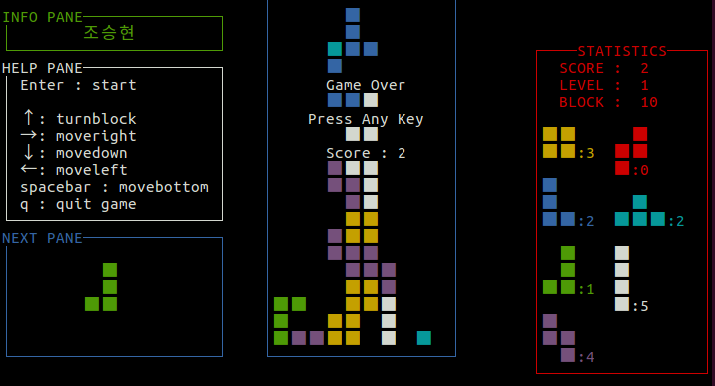 INFO PANE
조승현
HELP PANE
Enter : start
↑: turnblock
→: moveright
↓: movedown
←: moveleft
spacebar : movebottom
q : quit game
NEXT PANE
Game Over
Press Any Key
Score : 2
STATISTICS
SCORE : 2
LEVEL : 1
BLOCK : 10
:3
:0
:2
:2
:1
:5
:4